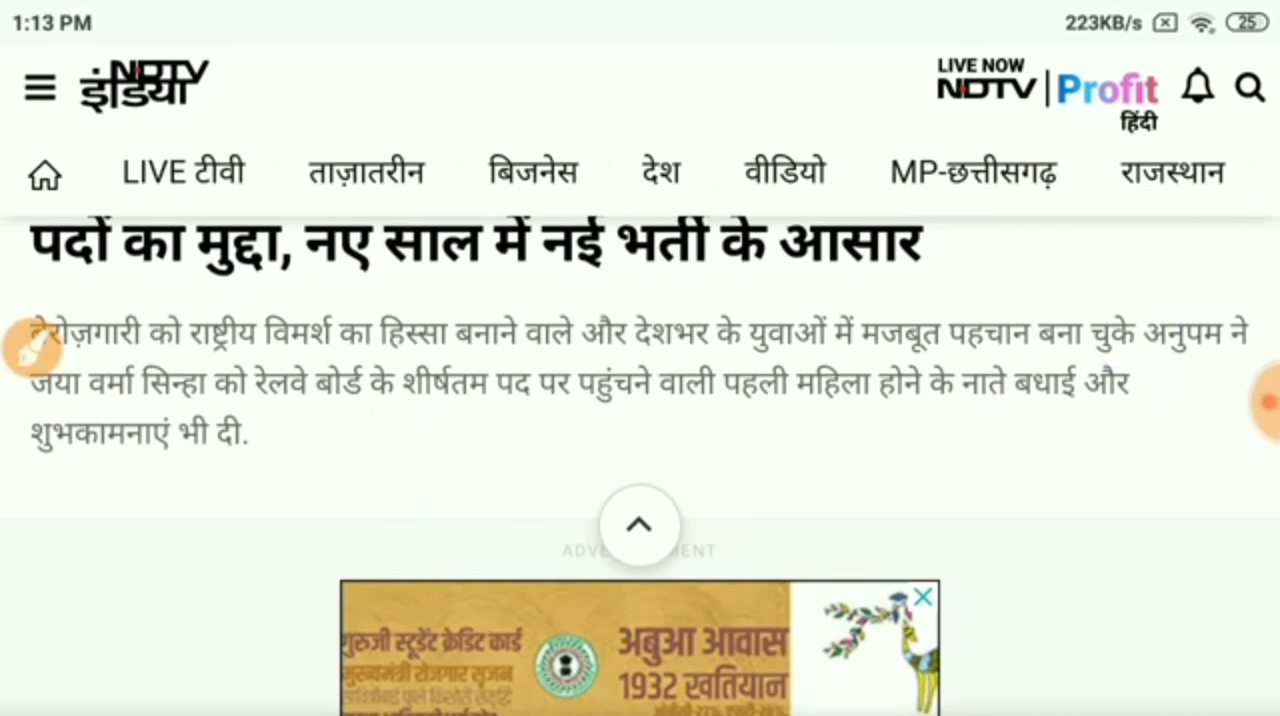 1:13 PM
223KB/s
25
NDTV
इंडिया
LIVE NOW
NDTV
Profit
हिंदी
LIVE टीवी
ताज़ातरीन
बिजनेस
देश
वीडियो
MP-छत्तीसगढ़
राजस्थान
पदों का मुद्दा, नए साल में नई भर्ती के आसार
बेरोज़गारी को राष्ट्रीय विमर्श का हिस्सा बनाने वाले और देशभर के युवाओं में मजबूत पहचान बना चुके अनुपम ने
जया वर्मा सिन्हा को रेलवे बोर्ड के शीर्षतम पद पर पहुंचने वाली पहली महिला होने के नाते बधाई और
शुभकामनाएं भी दी.
गुरुजी स्टूडेंट क्रेडिट कार्ड
मुख्यमंत्री रोजगार सृजन
अबुआ आवास
1932 खतियान